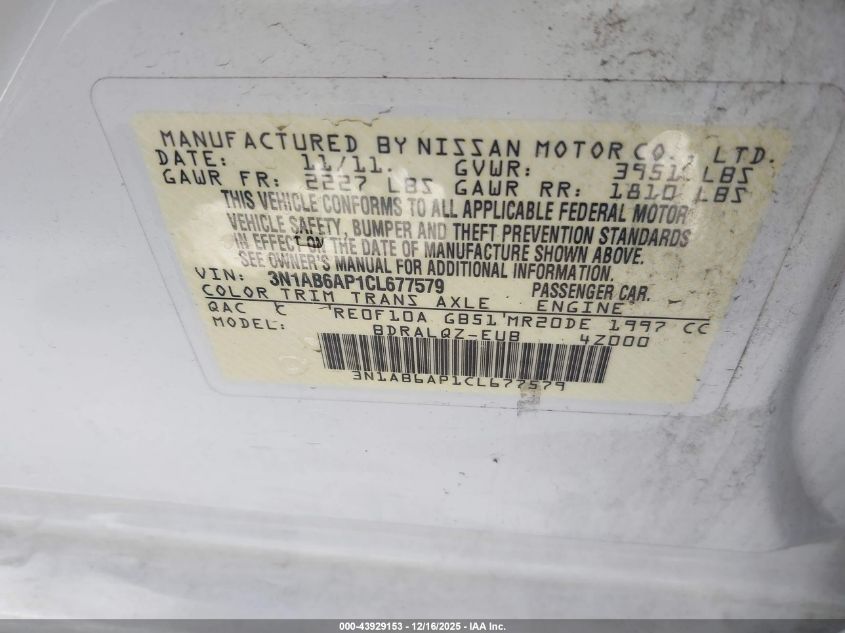 MANUFACTURED BY NISSAN MOTOR CO., LTD.
DATE: 11/11. GVWR: 3951 LBS
GAWR FR: 2227 LBS GAWR RR: 1810 LBS
THIS VEHICLE CONFORMS TO ALL APPLICABLE FEDERAL MOTOR
VEHICLE SAFETY, BUMPER AND THEFT PREVENTION STANDARDS
IN EFFECT ON THE DATE OF MANUFACTURE SHOWN ABOVE.
SEE OWNER'S MANUAL FOR ADDITIONAL INFORMATION.
VIN: 3N1AB6AP1CL677579 PASSENGER CAR.
COLOR TRIM TRANS AXLE ENGINE
QAC C RE0F10A GB51 MR20DE 1997 CC
MODEL: BDRALQZ-EUB 4Z000
3N1AB6AP1CL677579
000-43929153 - 12/16/2025 - IAA Inc.